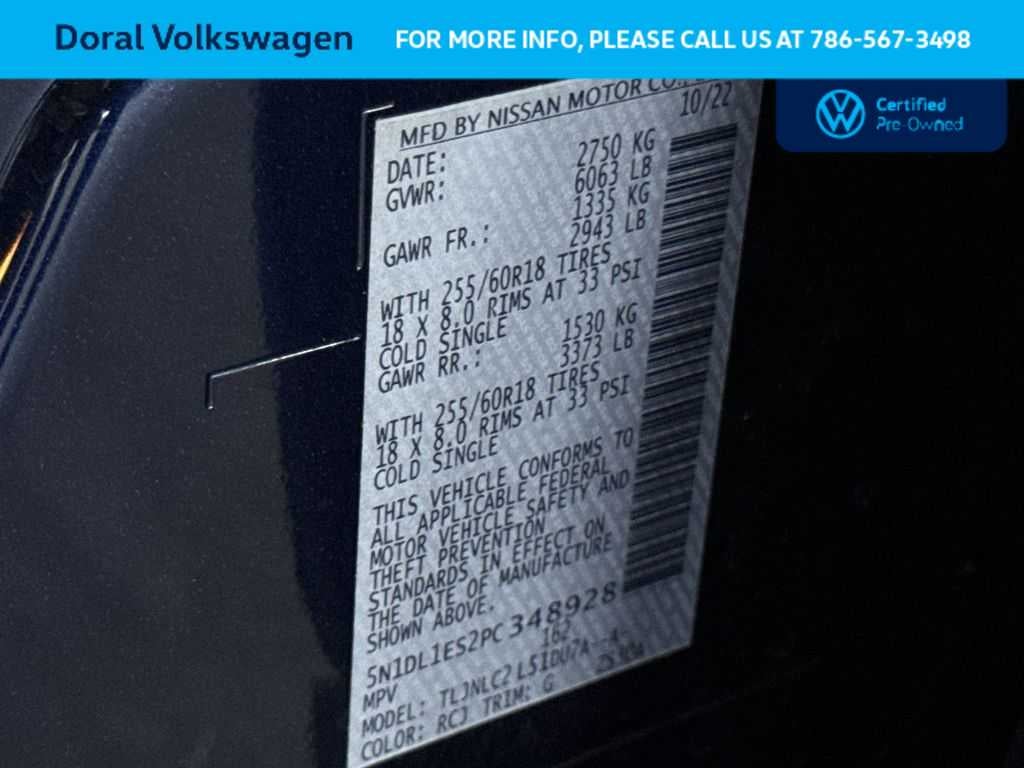 Doral Volkswagen
FOR MORE INFO, PLEASE CALL US AT 786-567-3498
Certified
Pre-Owned
MFD BY NISSAN MOTOR CO.
DATE: 10/22
GVWR: 2750 KG
6063 LB
GAWR FR.: 1335 KG
2943 LB
WITH 255/60R18 TIRES
18 X 8.0 RIMS AT 33 PSI
COLD SINGLE
GAWR RR.: 1530 KG
3373 LB
WITH 255/60R18 TIRES
18 X 8.0 RIMS AT 33 PSI
COLD SINGLE
THIS VEHICLE CONFORMS TO
ALL APPLICABLE FEDERAL
MOTOR VEHICLE SAFETY AND
THEFT PREVENTION
STANDARDS IN EFFECT ON
THE DATE OF MANUFACTURE
SHOWN ABOVE.
5N1DL1ES2PC348928
MPV 162
MODEL: TLJNLC2
COLOR: RCJ TRIM: G